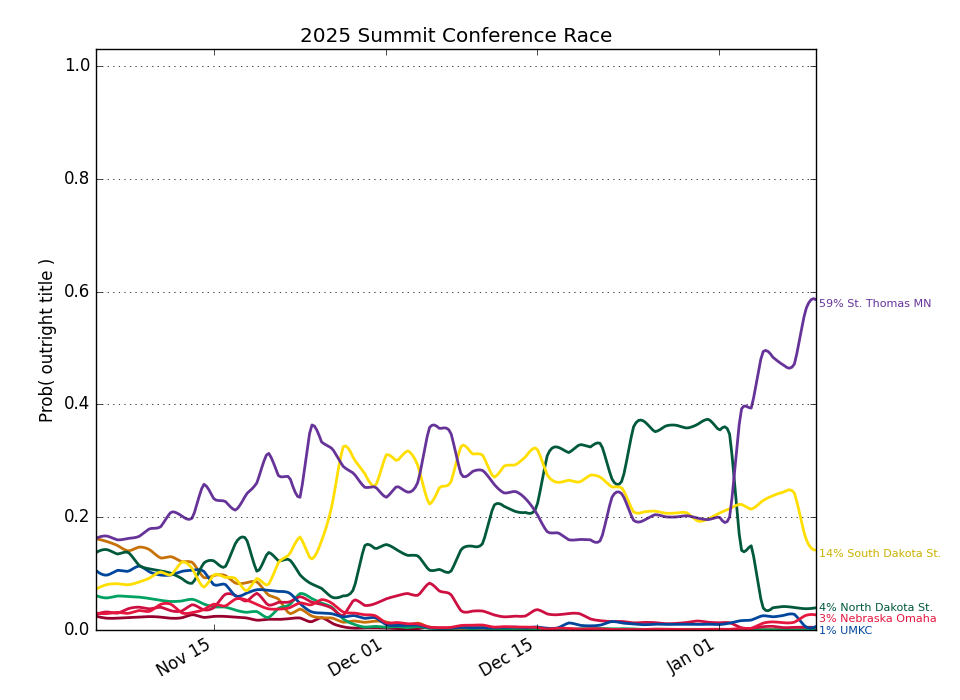 2025 Summit Conference Race
Prob( outright title )
1.0
0.8
0.6
0.4
0.2
0.0
Nov 15
Dec 01
Dec 15
Jan 01
59% St. Thomas MN
14% South Dakota St.
4% North Dakota St.
3% Nebraska Omaha
1% UMKC